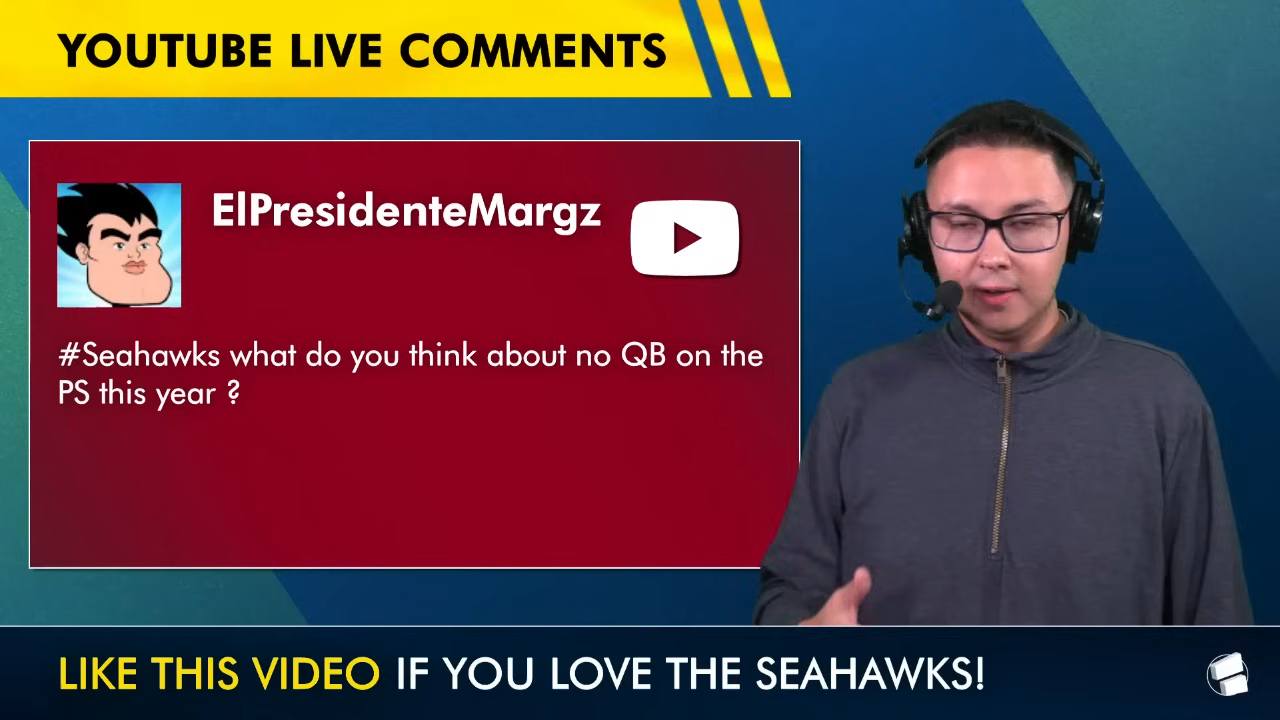 YOUTUBE LIVE COMMENTS
ElPresidenteMargz
#Seahawks what do you think about no QB on the
PS this year ?
LIKE THIS VIDEO IF YOU LOVE THE SEAHAWKS!